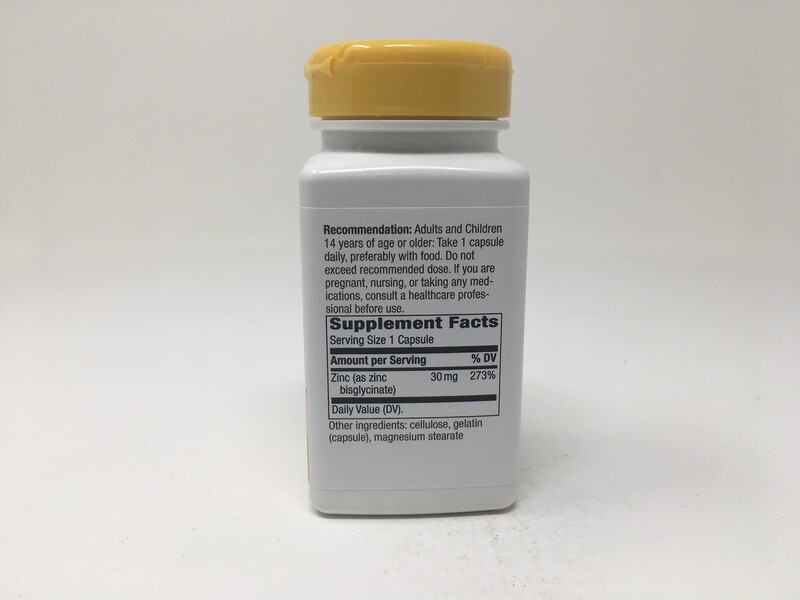 Recommendation: Adults and Children
14 years of age or older: Take 1 capsule
daily, preferably with food. Do not
exceed recommended dose. If you are
pregnant, nursing, or taking any med-
ications, consult a healthcare profes-
sional before use.
Supplement Facts
Serving Size 1 Capsule
Amount per Serving % DV
Zinc (as zinc 30 mg 273%
bisglycinate)
Daily Value (DV).
Other ingredients: cellulose, gelatin
(capsule), magnesium stearate